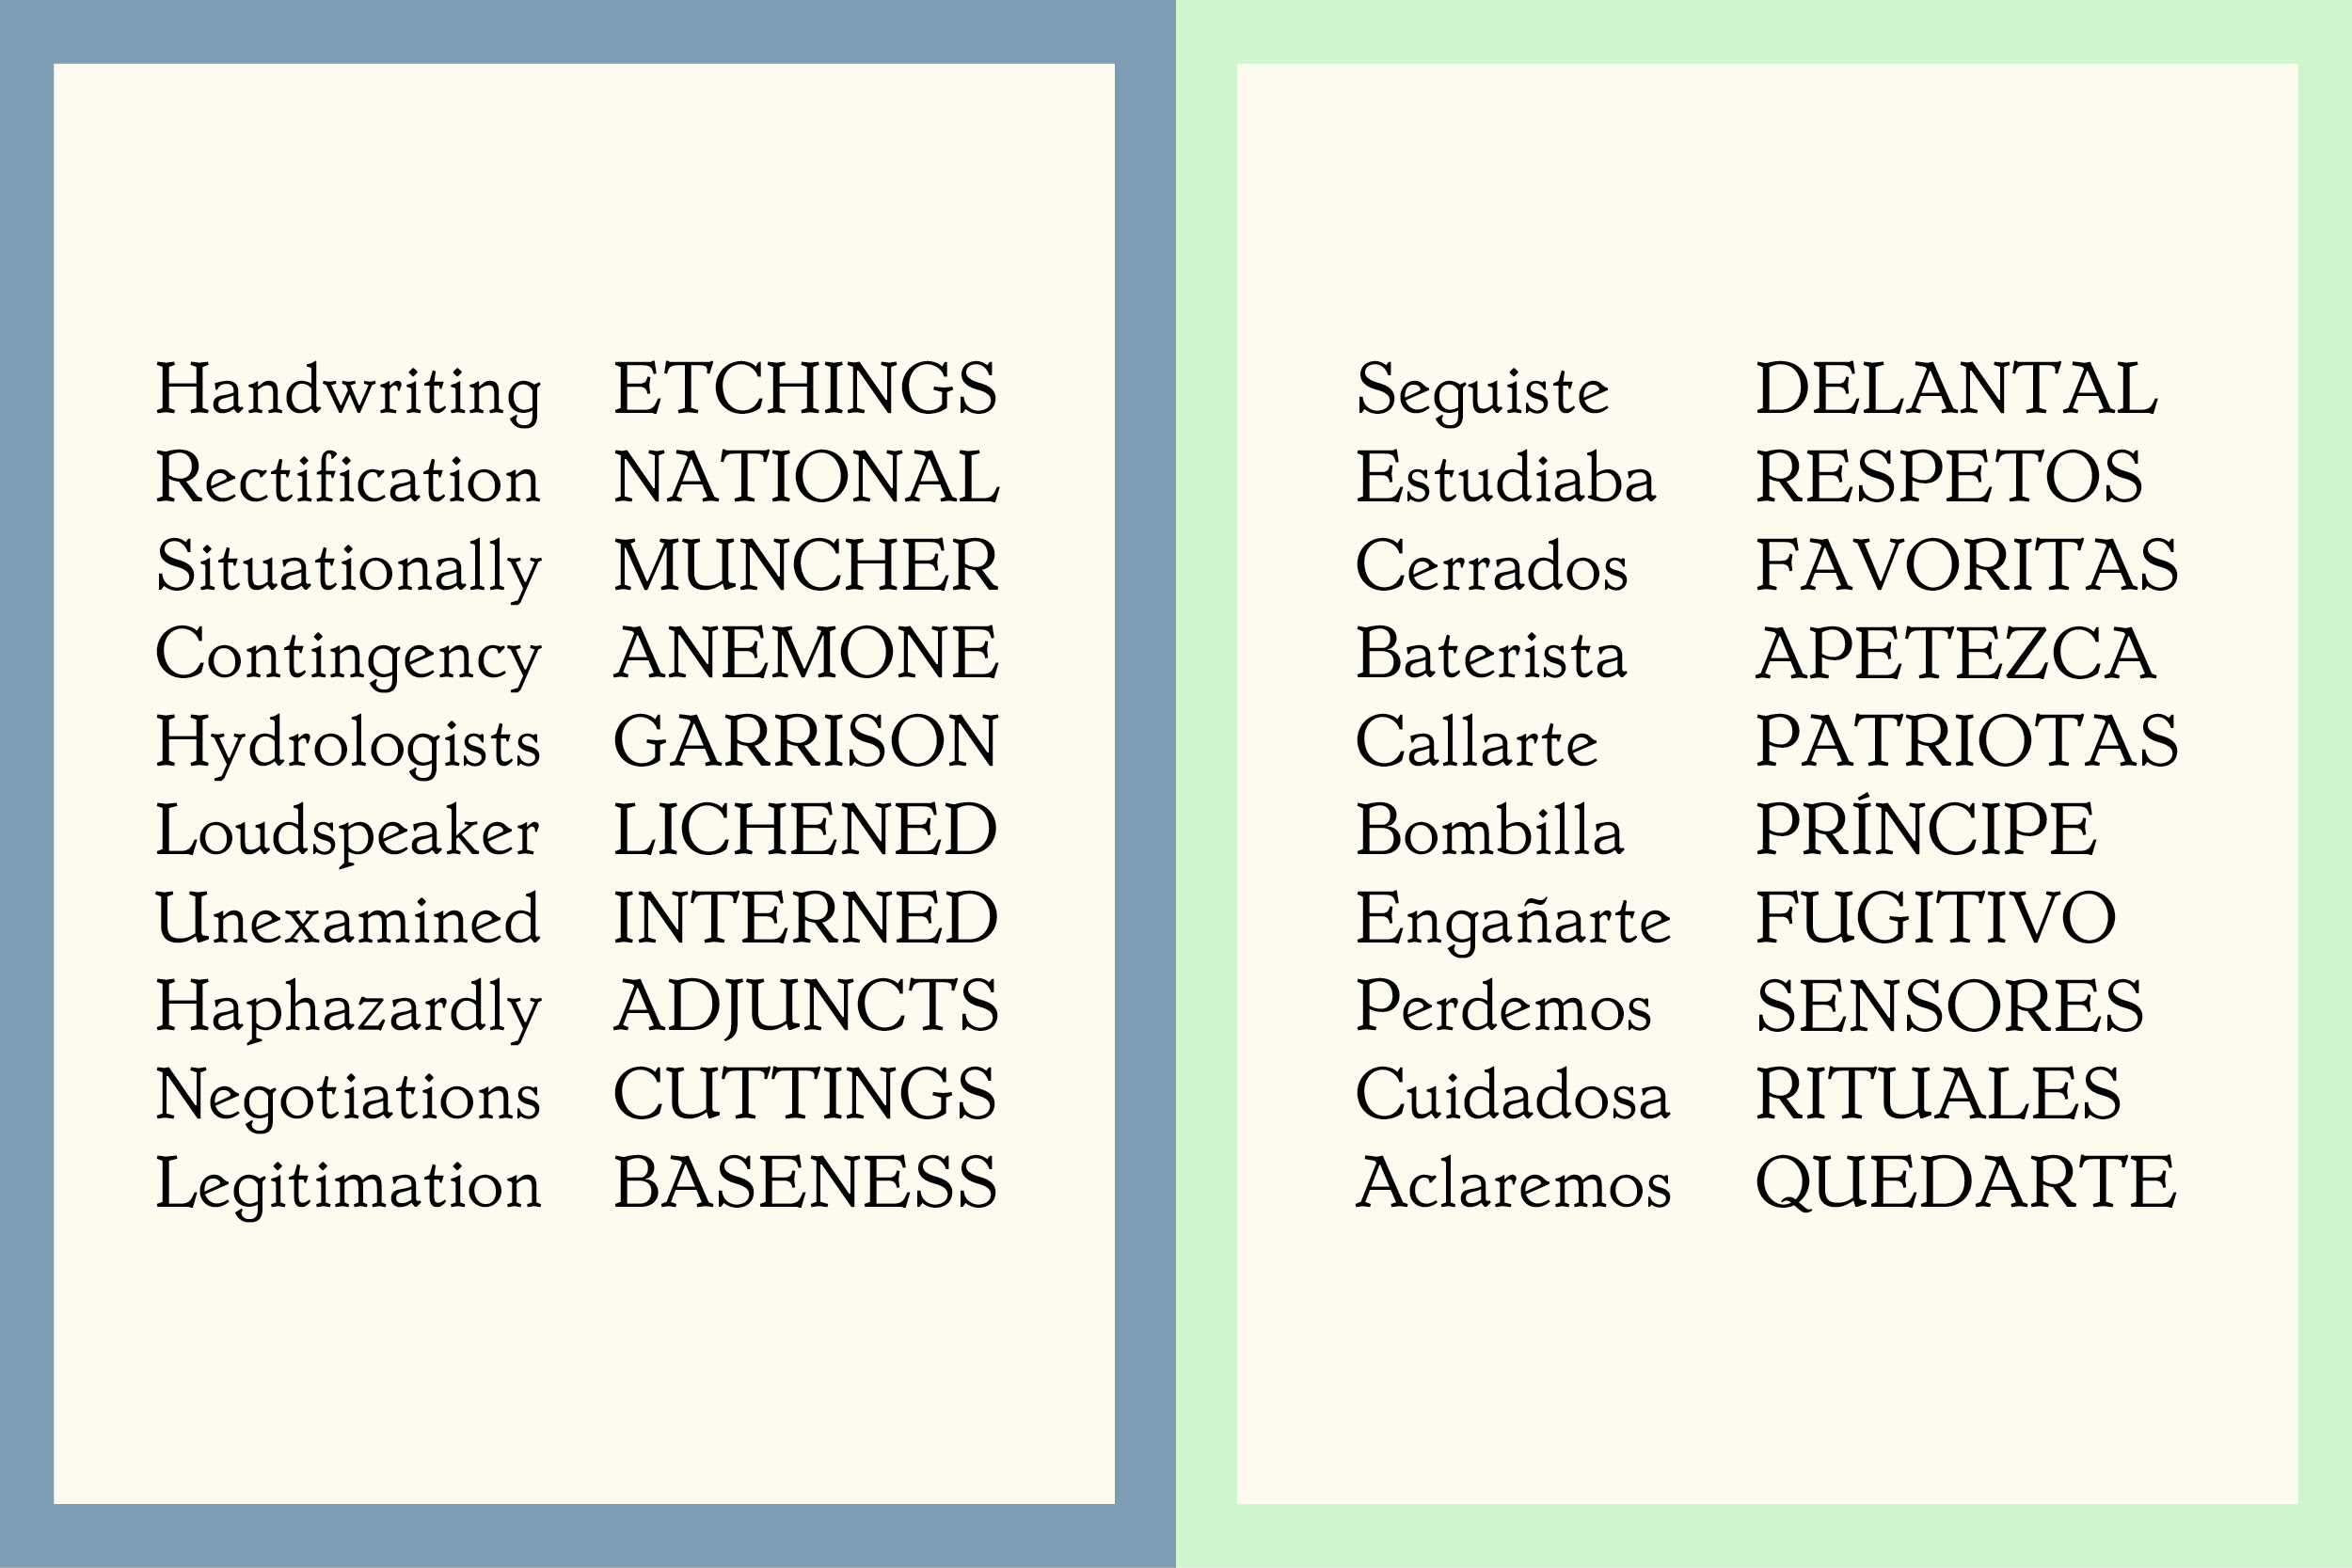 Handwriting
Rectification
Situationally
Contingency
Hydrologists
Loudspeaker
Unexamined
Haphazardly
Negotiations
Legitimation
ETCHINGS
NATIONAL
MUNCHER
ANEMONE
GARRISON
LICHENED
INTERNED
ADJUNCTS
CUTTINGS
BASENESS
Seguiste
Estudiaba
Cerrados
Baterista
Callarte
Bombilla
Engañarte
Perdemos
Cuidadosa
Aclaremos
DELANTAL
RESPETOS
FAVORITAS
APETEZCA
PATRIOTAS
PRÍNCIPE
FUGITIVO
SENSORES
RITUALES
QUEDARTE